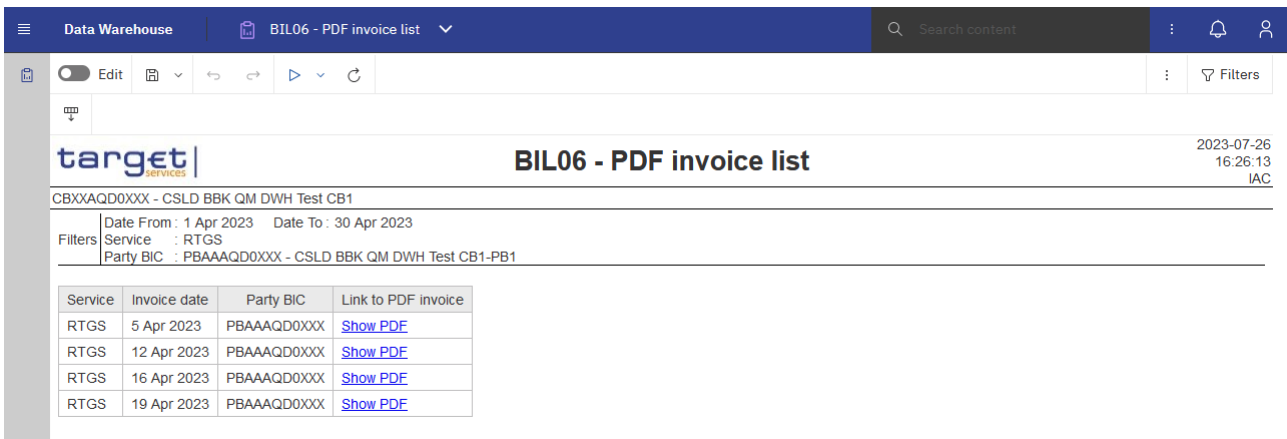 Data Warehouse BIL06 - PDF invoice list Search content
Edit Filters
target services
BIL06 - PDF invoice list
2023-07-26
16:26:13
IAC
CBXXAQD0XXX - CSLD BBK QM DWH Test CB1
Date From : 1 Apr 2023 Date To : 30 Apr 2023
Filters Service : RTGS
Party BIC : PBAAAQD0XXX - CSLD BBK QM DWH Test CB1-PB1
Service Invoice date Party BIC Link to PDF invoice
RTGS 5 Apr 2023 PBAAAQD0XXX Show PDF
RTGS 12 Apr 2023 PBAAAQD0XXX Show PDF
RTGS 16 Apr 2023 PBAAAQD0XXX Show PDF
RTGS 19 Apr 2023 PBAAAQD0XXX Show PDF